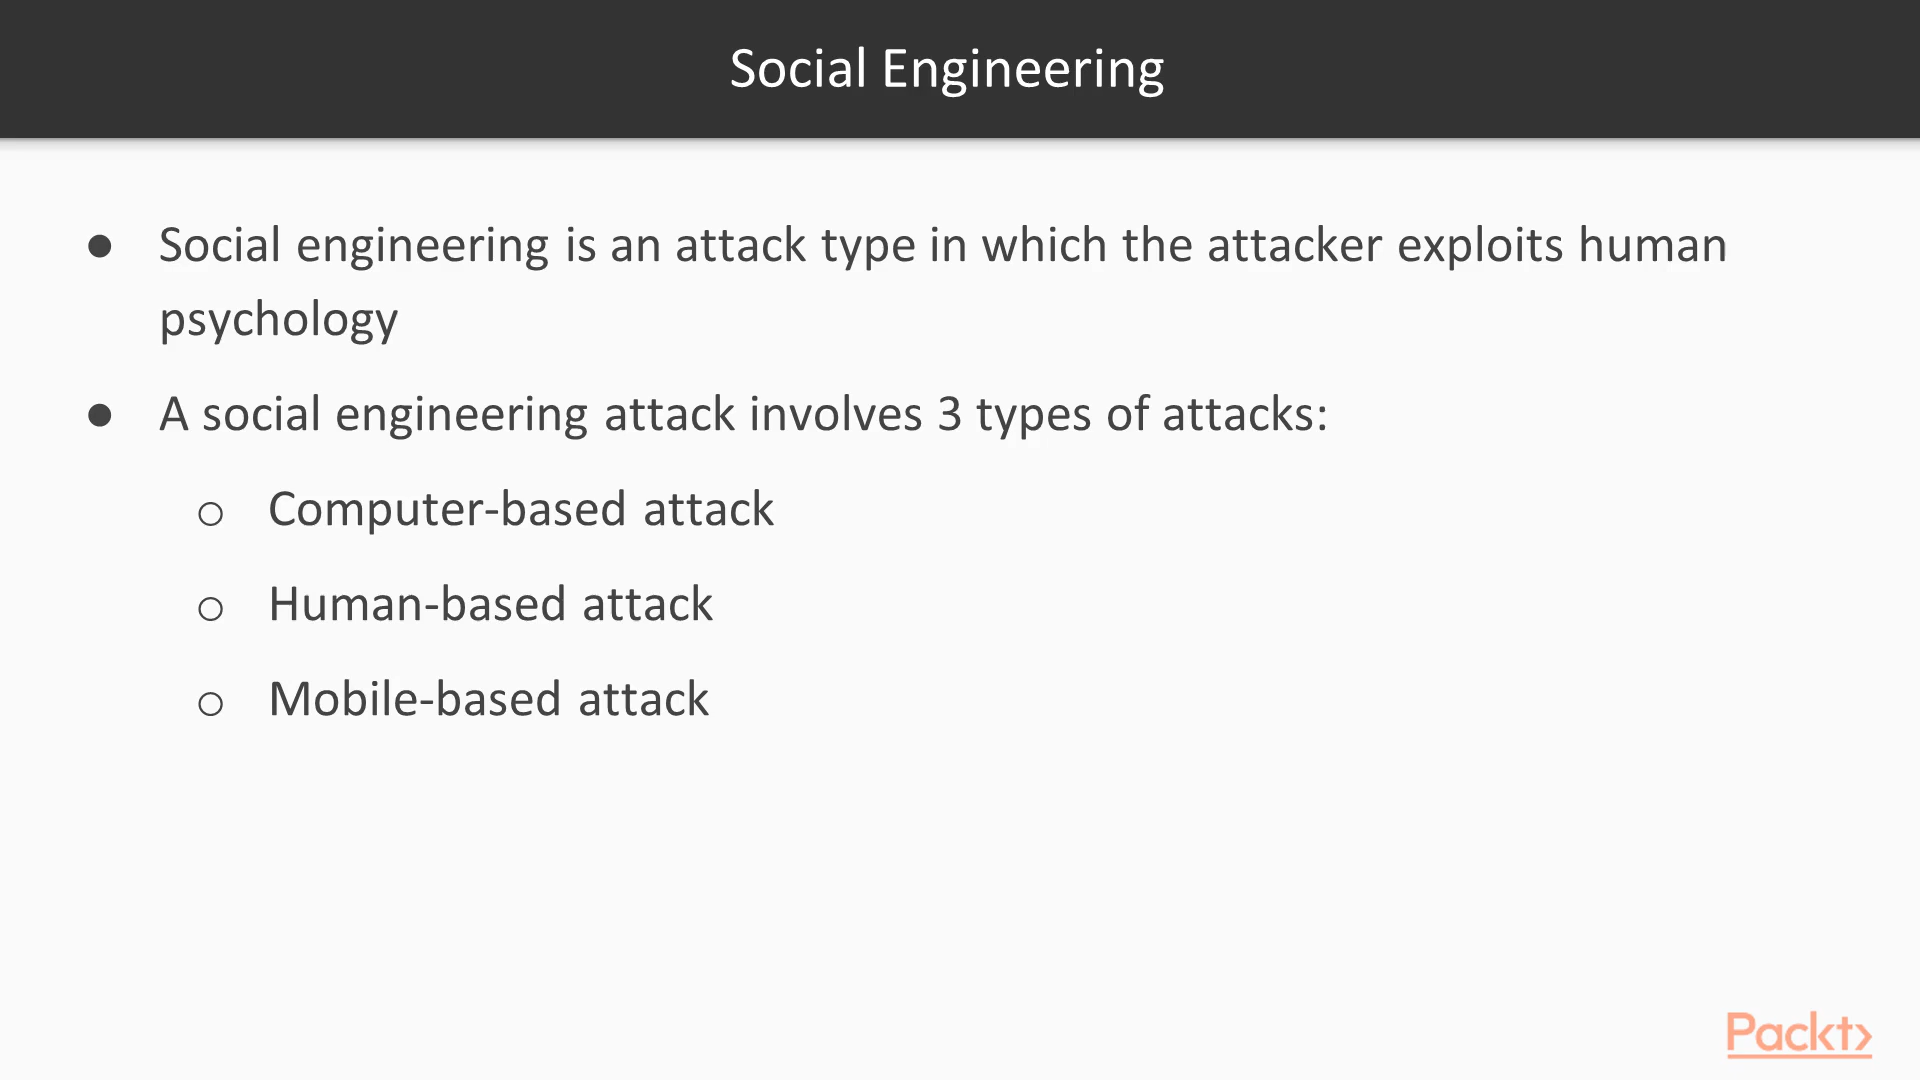 Social Engineering
● Social engineering is an attack type in which the attacker exploits human
psychology
● A social engineering attack involves 3 types of attacks:
○ Computer-based attack
○ Human-based attack
○ Mobile-based attack
Packt>